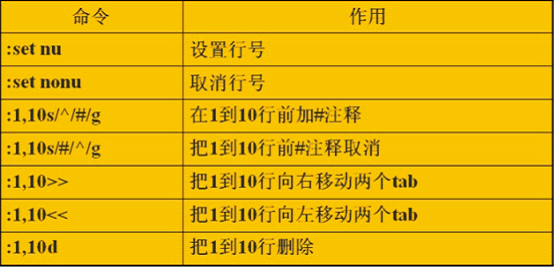 命令 作用
:set nu 设置行号
:set nonu 取消行号
:1,10s/^/#/g 在1到10行前加#注释
:1,10s/#/^/g 把1到10行前#注释取消
:1,10>> 把1到10行向右移动两个tab
:1,10<< 把1到10行向左移动两个tab
:1,10d 把1到10行删除